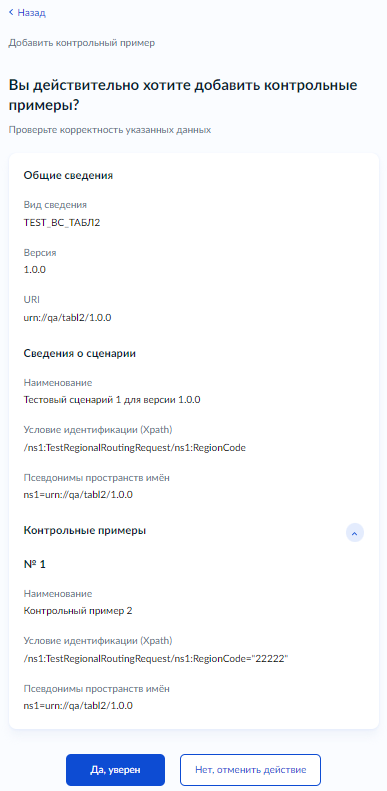 Назад
Добавить контрольный пример
Вы действительно хотите добавить контрольные
примеры?
Проверьте корректность указанных данных
Общие сведения
Вид сведения
TEST_ВС_ТАБЛ2
Версия
1.0.0
URI
urn://qa/tabl2/1.0.0
Сведения о сценарии
Наименование
Тестовый сценарий 1 для версии 1.0.0
Условие идентификации (Xpath)
/ns1:TestRegionalRoutingRequest/ns1:RegionCode
Псевдонимы пространств имён
ns1=urn://qa/tabl2/1.0.0
Контрольные примеры
№ 1
Наименование
Контрольный пример 2
Условие идентификации (Xpath)
/ns1:TestRegionalRoutingRequest/ns1:RegionCode="22222"
Псевдонимы пространств имён
ns1=urn://qa/tabl2/1.0.0
Да, уверен
Нет, отменить действие